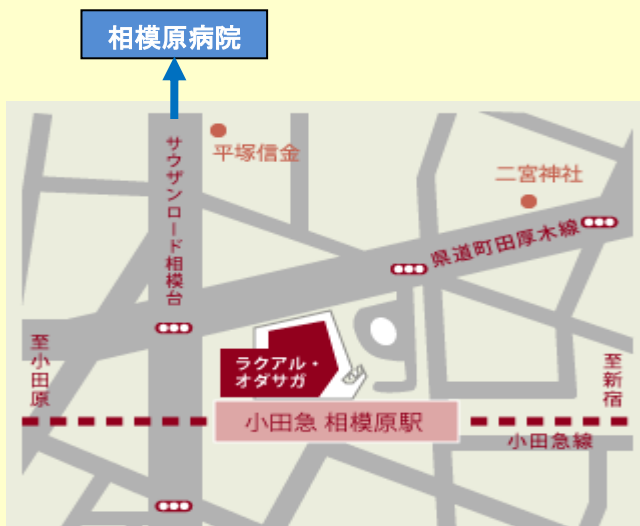 相模原病院
サウザンロード相模台
平塚信金
二宮神社
県道町田厚木線
至小田原
ラクアル・
オダサガ
至新宿
小田急 相模原駅
小田急線